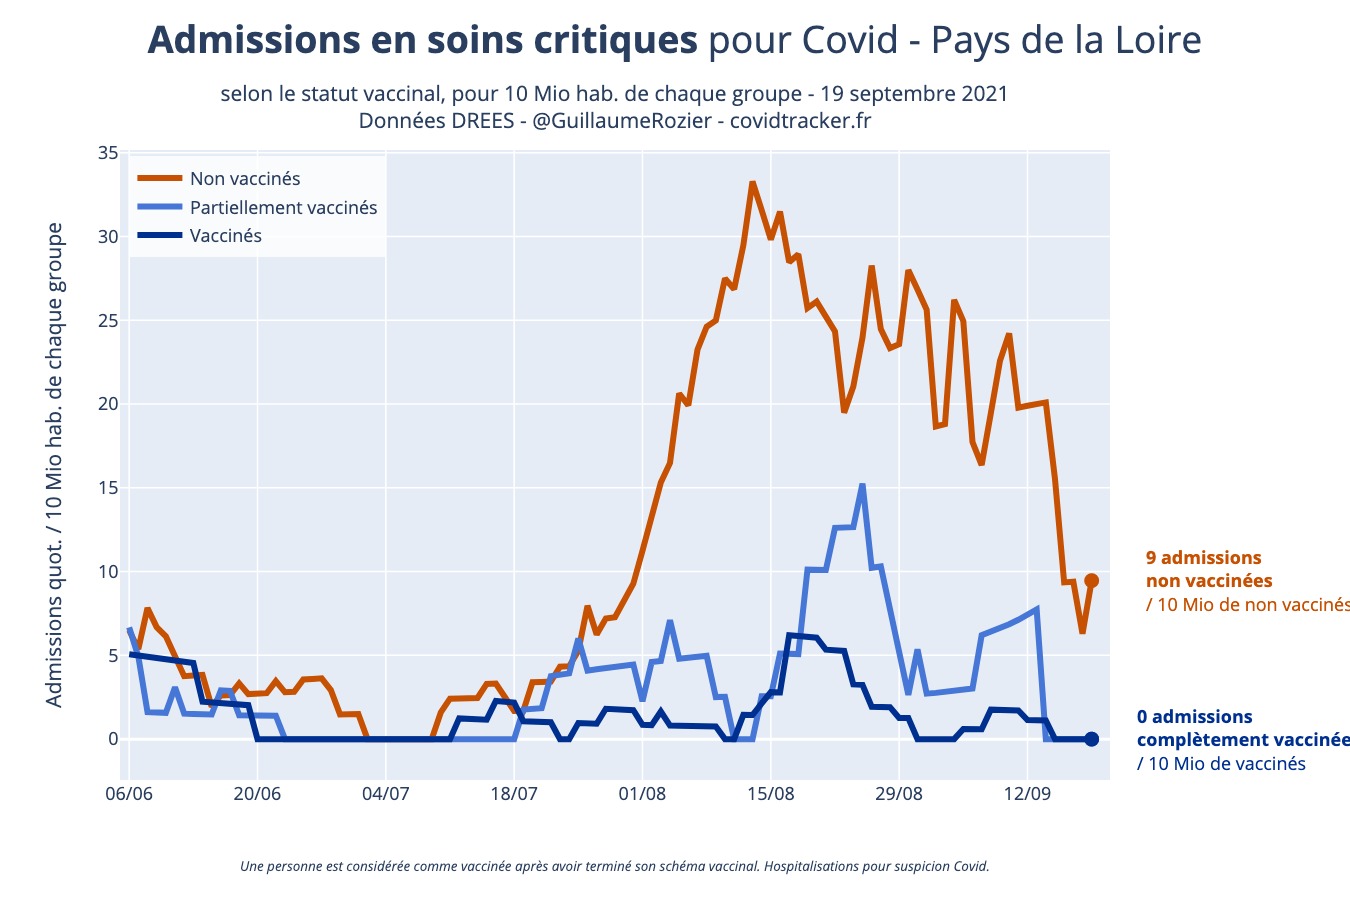 Admissions en soins critiques pour Covid - Pays de la Loire
selon le statut vaccinal, pour 10 Mio hab. de chaque groupe - 19 septembre 2021
Données DREES - @GuillaumeRozier - covidtracker.fr
Admissions quot. / 10 Mio hab. de chaque groupe
35
30
25
20
15
10
5
0
Non vaccinés
Partiellement vaccinés
Vaccinés
9 admissions
non vaccinées
/ 10 Mio de non vaccinés
0 admissions
complètement vaccinée
/ 10 Mio de vaccinés
06/06
20/06
04/07
18/07
01/08
15/08
29/08
12/09
Une personne est considérée comme vaccinée après avoir terminé son schéma vaccinal. Hospitalisations pour suspicion Covid.